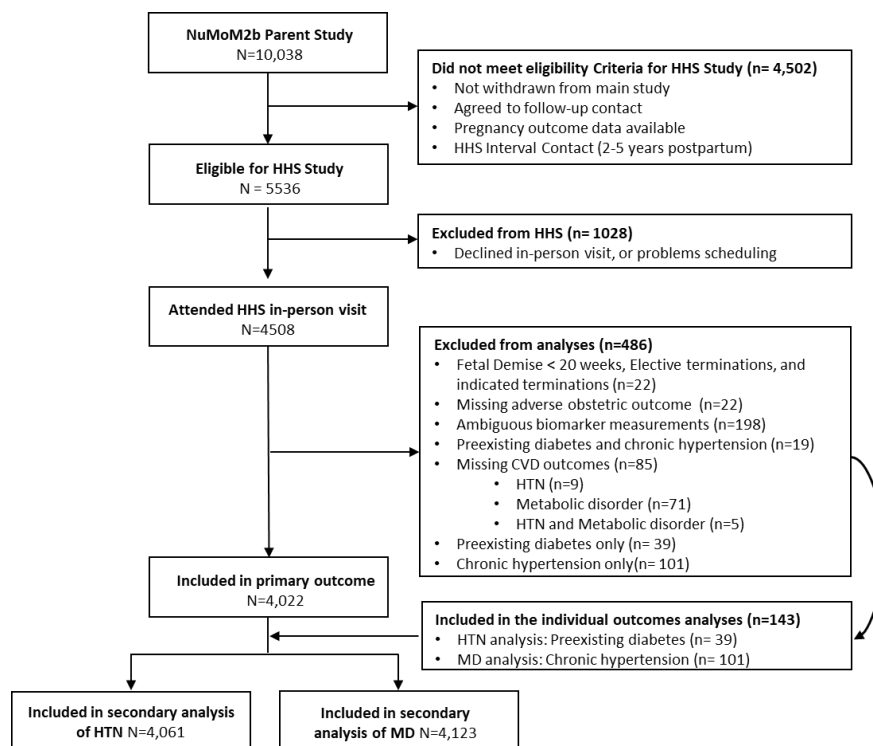 NuMoM2b Parent Study
N=10,038
Did not meet eligibility Criteria for HHS Study (n= 4,502)
• Not withdrawn from main study
• Agreed to follow-up contact
• Pregnancy outcome data available
• HHS Interval Contact (2-5 years postpartum)
Eligible for HHS Study
N = 5536
Excluded from HHS (n= 1028)
• Declined in-person visit, or problems scheduling
Attended HHS in-person visit
N=4508
Excluded from analyses (n=486)
• Fetal Demise < 20 weeks, Elective terminations, and
indicated terminations (n=22)
• Missing adverse obstetric outcome (n=22)
• Ambiguous biomarker measurements (n=198)
• Preexisting diabetes and chronic hypertension (n=19)
• Missing CVD outcomes (n=85)
• HTN (n=9)
• Metabolic disorder (n=71)
• HTN and Metabolic disorder (n=5)
• Preexisting diabetes only (n= 39)
• Chronic hypertension only(n= 101)
Included in primary outcome
N=4,022
Included in the individual outcomes analyses (n=143)
• HTN analysis: Preexisting diabetes (n= 39)
• MD analysis: Chronic hypertension (n= 101)
Included in secondary analysis
of HTN N=4,061
Included in secondary
analysis of MD N=4,123